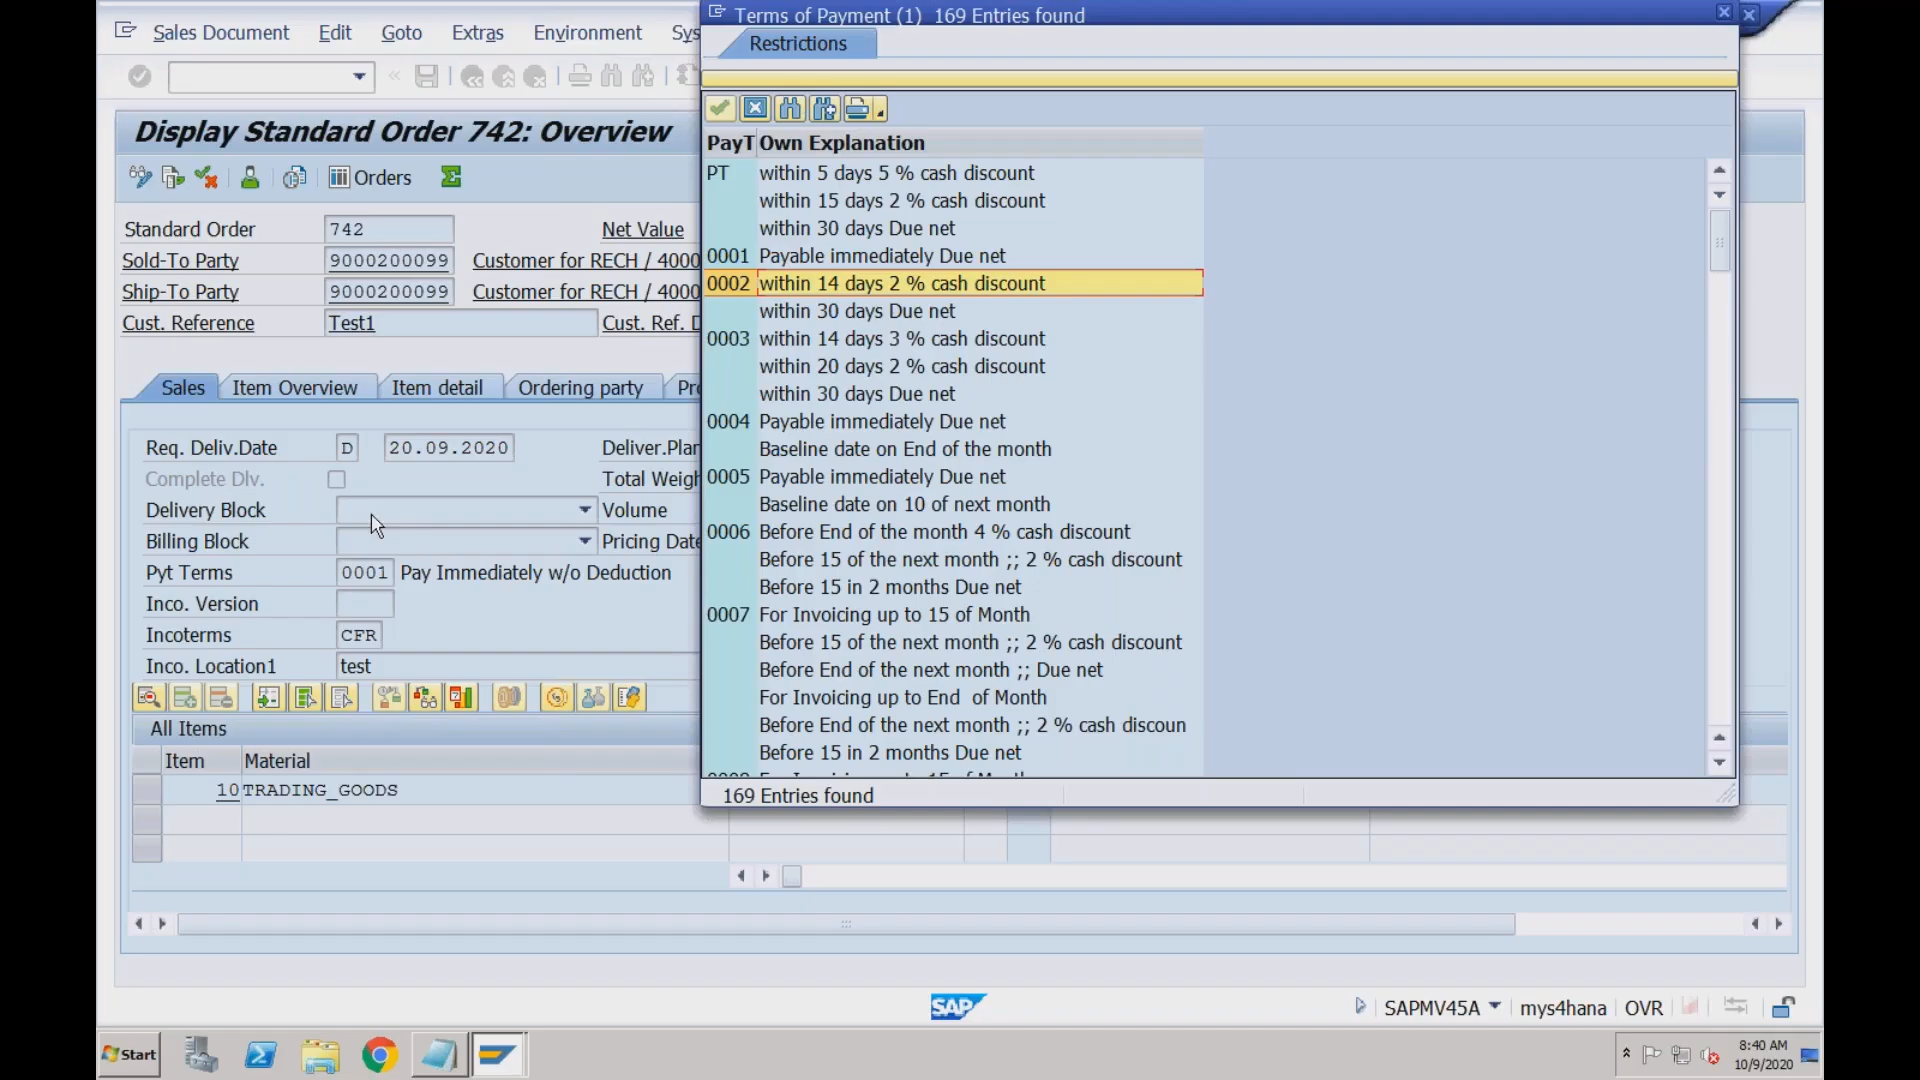 Terms of Payment (1) 169 Entries found
Sales Document Edit Goto Extras Environment Sys
Restrictions
Display Standard Order 742: Overview
Orders
Standard Order 742 Net Value
Sold-To Party 9000200099 Customer for RECH / 4000
Ship-To Party 9000200099 Customer for RECH / 4000
Cust. Reference Test1 Cust. Ref. D
Sales Item Overview Item detail Ordering party Pr
Req. Deliv.Date D 20.09.2020 Deliver.Plan
Complete Dlv. Total Weigh
Delivery Block Volume
Billing Block Pricing Date
Pyt Terms 0001 Pay Immediately w/o Deduction
Inco. Version
Incoterms CFR
Inco. Location1 test
All Items
Item Material
10 TRADING_GOODS
PayT Own Explanation
PT within 5 days 5 % cash discount
within 15 days 2 % cash discount
within 30 days Due net
0001 Payable immediately Due net
0002 within 14 days 2 % cash discount
within 30 days Due net
0003 within 14 days 3 % cash discount
within 20 days 2 % cash discount
within 30 days Due net
0004 Payable immediately Due net
Baseline date on End of the month
0005 Payable immediately Due net
Baseline date on 10 of next month
0006 Before End of the month 4 % cash discount
Before 15 of the next month ;; 2 % cash discount
Before 15 in 2 months Due net
0007 For Invoicing up to 15 of Month
Before 15 of the next month ;; 2 % cash discount
Before End of the next month ;; Due net
For Invoicing up to End  of Month
Before End of the next month ;; 2 % cash discoun
Before 15 in 2 months Due net
169 Entries found
SAP
SAPMV45A mys4hana OVR
Start
8:40 AM
10/9/2020